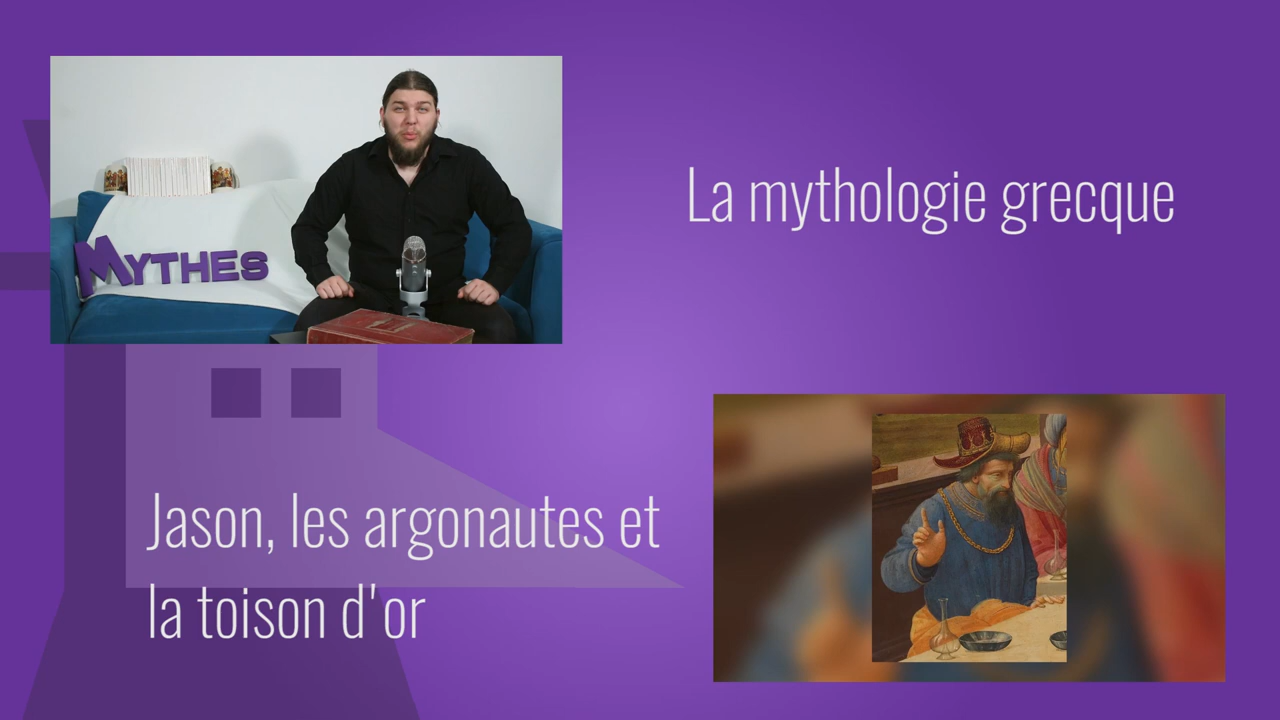 MYTHES
La mythologie grecque
Jason, les argonautes et
la toison d'or